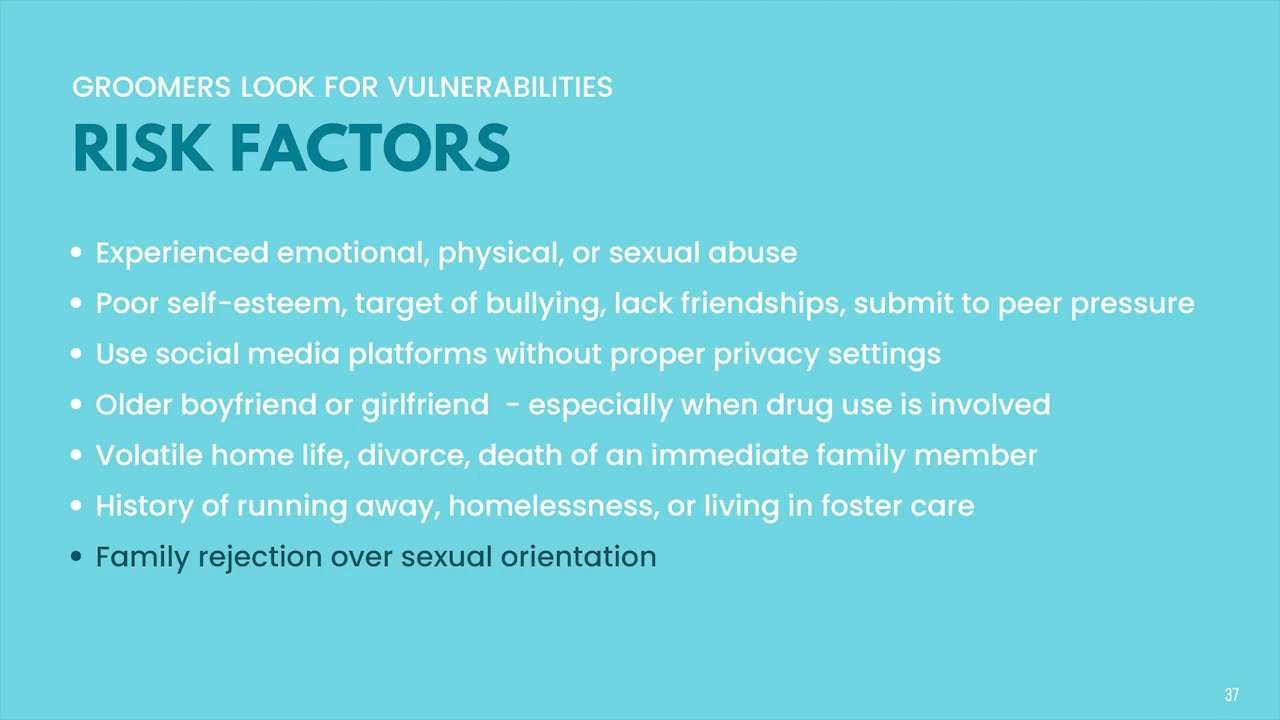 GROOMERS LOOK FOR VULNERABILITIES
RISK FACTORS
• Experienced emotional, physical, or sexual abuse
• Poor self-esteem, target of bullying, lack friendships, submit to peer pressure
• Use social media platforms without proper privacy settings
• Older boyfriend or girlfriend - especially when drug use is involved
• Volatile home life, divorce, death of an immediate family member
• History of running away, homelessness, or living in foster care
• Family rejection over sexual orientation
37